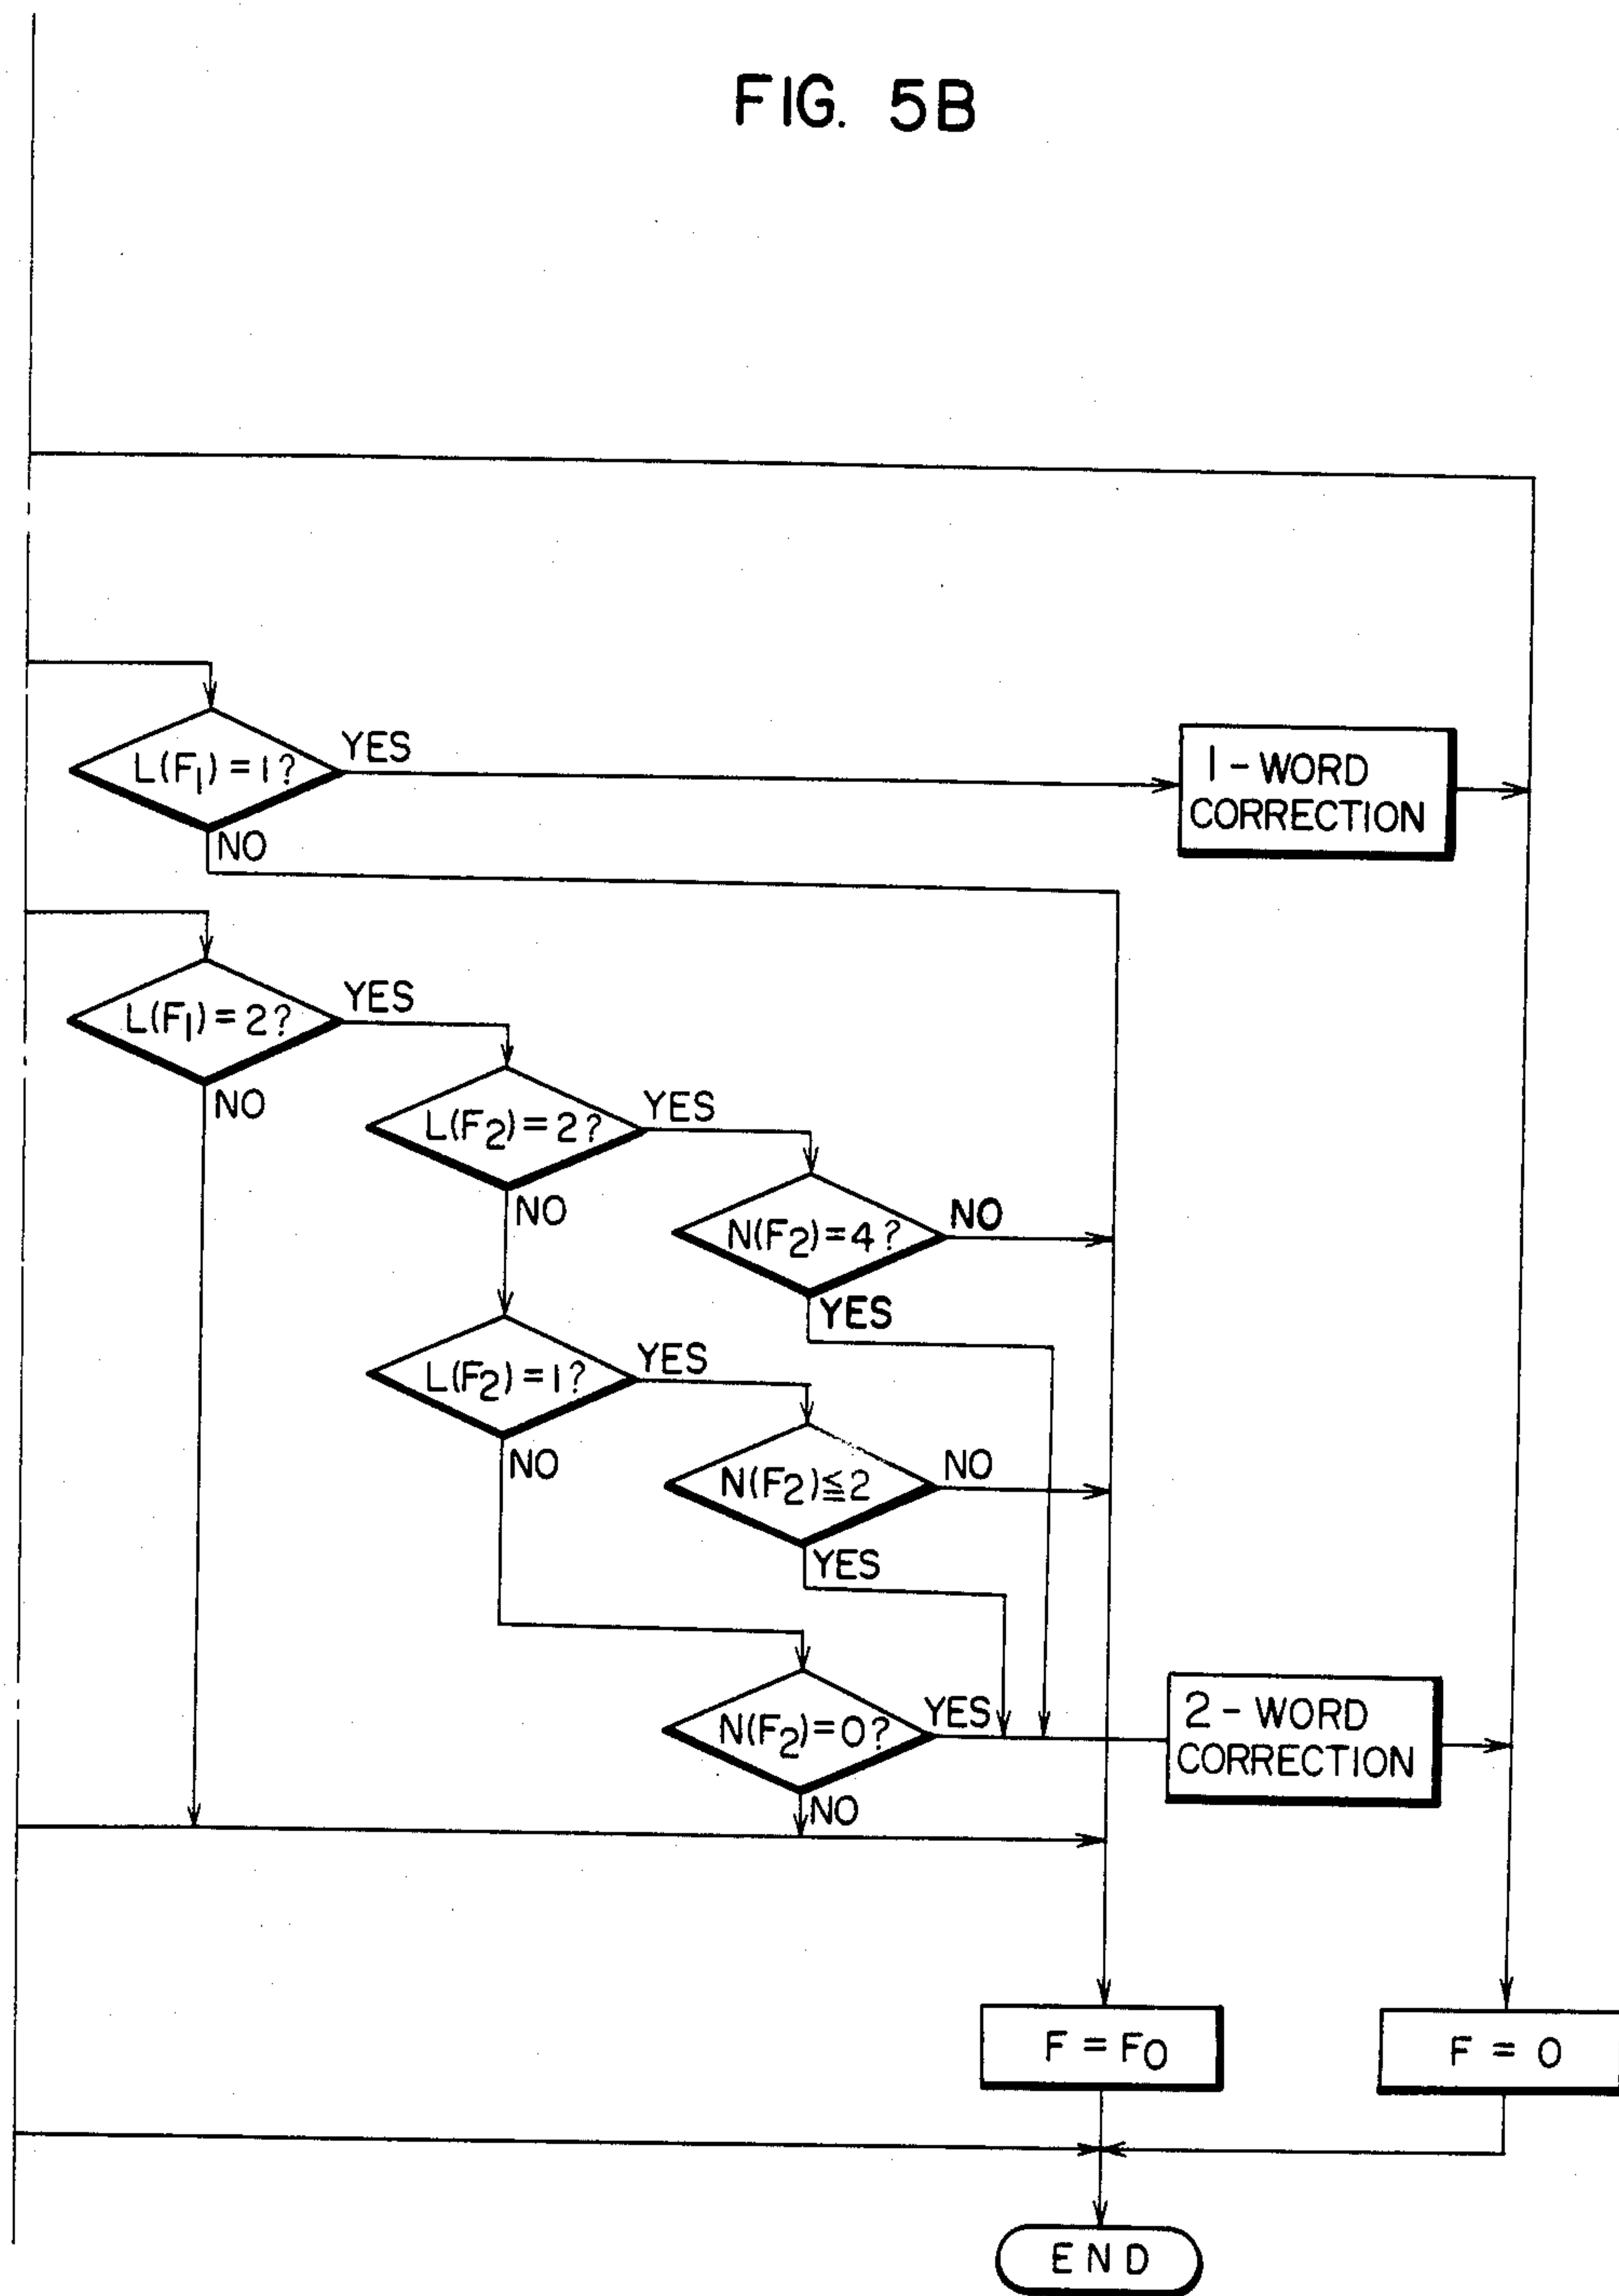 FIG. 5B
L(F1)=1?
YES
1-WORD
CORRECTION
NO
L(F1)=2?
YES
NO
L(F2)=2?
YES
NO
N(F2)=4?
NO
YES
L(F2)=1?
YES
NO
N(F2)≦2
NO
YES
N(F2)=0?
YES
NO
2-WORD
CORRECTION
F = F0
F = 0
END